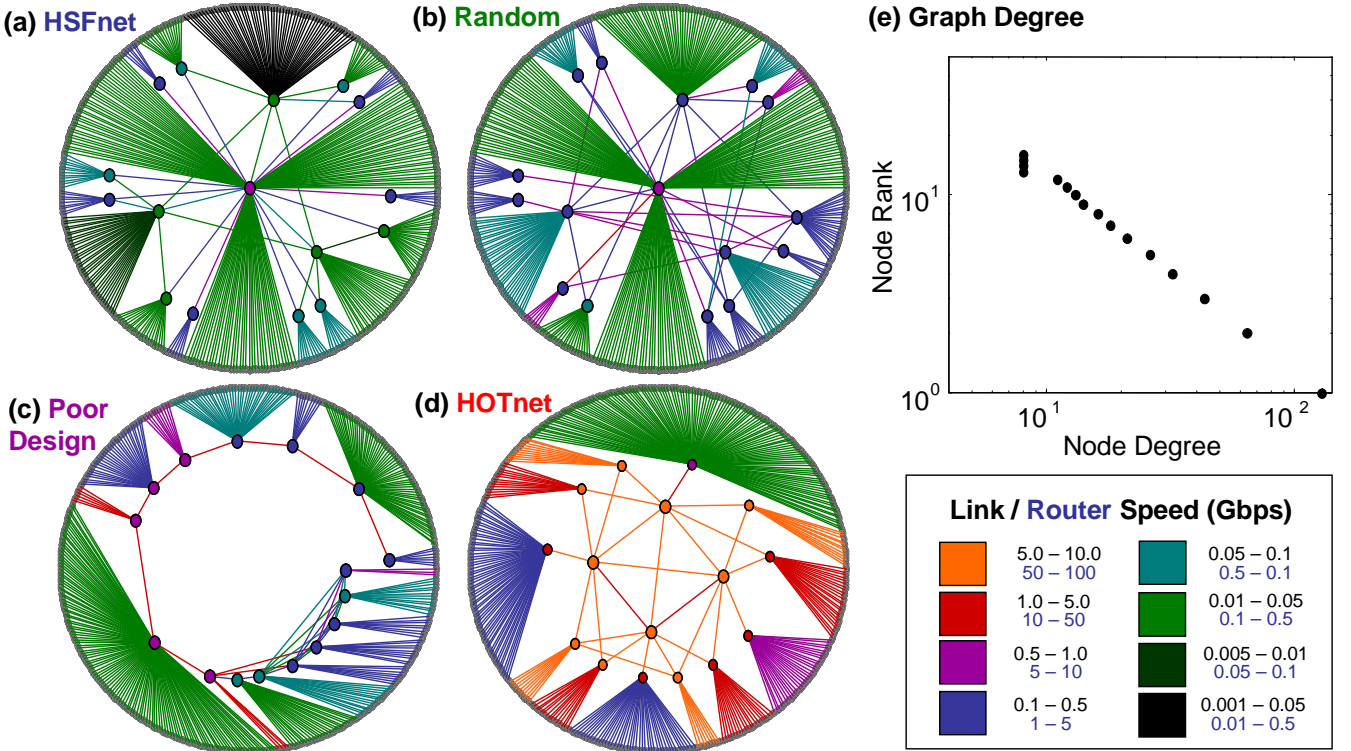 (a) HSFnet
(b) Random
(e) Graph Degree
Node Rank
10^1
10^0
10^1
10^2
Node Degree
(c) Poor
Design
(d) HOTnet
Link / Router Speed (Gbps)
5.0 – 10.0
50 – 100
0.05 – 0.1
0.5 – 0.1
1.0 – 5.0
10 – 50
0.01 – 0.05
0.1 – 0.5
0.5 – 1.0
5 – 10
0.005 – 0.01
0.05 – 0.1
0.1 – 0.5
1 – 5
0.001 – 0.05
0.01 – 0.5